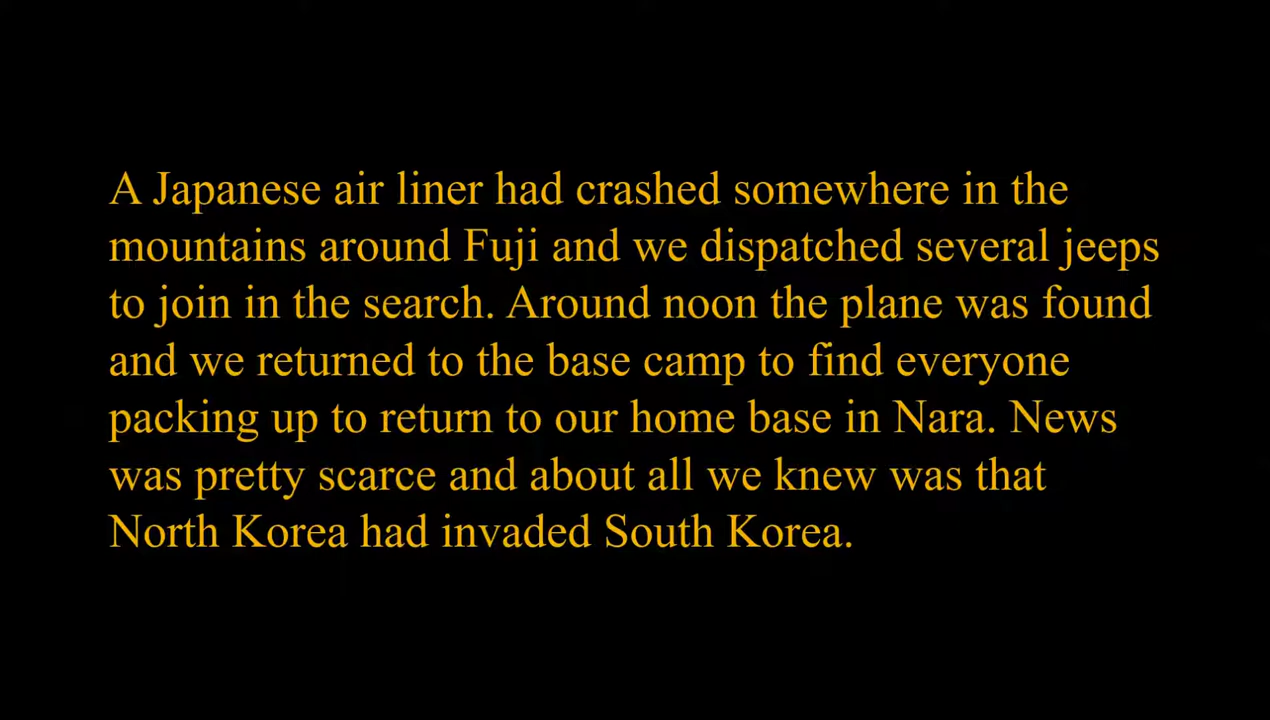 A Japanese air liner had crashed somewhere in the
mountains around Fuji and we dispatched several jeeps
to join in the search. Around noon the plane was found
and we returned to the base camp to find everyone
packing up to return to our home base in Nara. News
was pretty scarce and about all we knew was that
North Korea had invaded South Korea.